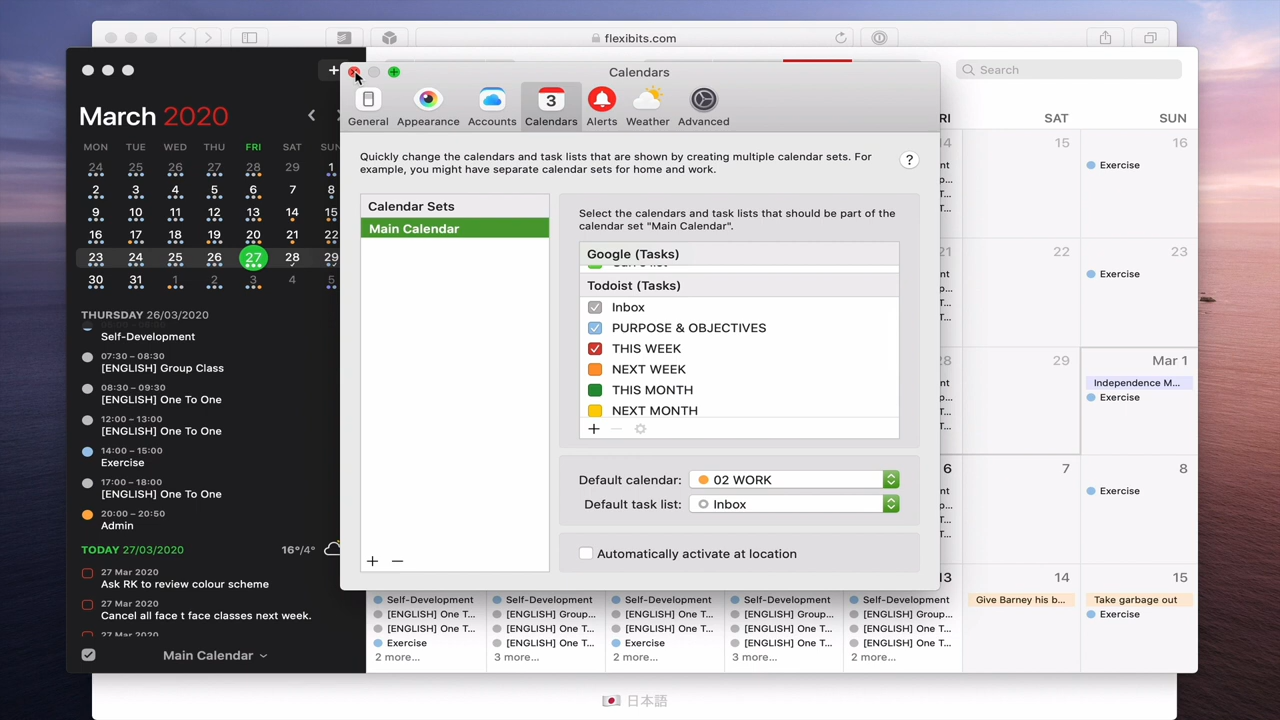 flexibits.com
Calendars
Search
General
Appearance
Accounts
3
Calendars
Alerts
Weather
Advanced
March 2020
MON TUE WED THU FRI SAT SUN
24 25 26 27 28 29 1
2 3 4 5 6 7 8
9 10 11 12 13 14 15
16 17 18 19 20 21 22
23 24 25 26 27 28 29
30 31 1 2 3 4 5
THURSDAY 26/03/2020
Self-Development
07:30 – 08:30
[ENGLISH] Group Class
08:30 – 09:30
[ENGLISH] One To One
12:00 – 13:00
[ENGLISH] One To One
14:00 – 15:00
Exercise
17:00 – 18:00
[ENGLISH] One To One
20:00 – 20:50
Admin
TODAY 27/03/2020 16°/4°
27 Mar 2020
Ask RK to review colour scheme
27 Mar 2020
Cancel all face t face classes next week.
27 Mar 2020
Main Calendar
Quickly change the calendars and task lists that are shown by creating multiple calendar sets. For
example, you might have separate calendar sets for home and work.
?
Calendar Sets
Main Calendar
Select the calendars and task lists that should be part of the
calendar set "Main Calendar".
Google (Tasks)
Todoist (Tasks)
Inbox
PURPOSE & OBJECTIVES
THIS WEEK
NEXT WEEK
THIS MONTH
NEXT MONTH
Default calendar: 02 WORK
Default task list: Inbox
Automatically activate at location
RI SAT SUN
14 15 16
Exercise
22 23
Exercise
29 Mar 1
Independence M...
Exercise
6 7 8
Exercise
13 14 15
Give Barney his b...
Take garbage out
Exercise
Self-Development Self-Development Self-Development Self-Development Self-Development
[ENGLISH] One T... [ENGLISH] Group... [ENGLISH] One T... [ENGLISH] Group... [ENGLISH] One T...
[ENGLISH] One T... [ENGLISH] One T... [ENGLISH] One T... [ENGLISH] One T... [ENGLISH] One T...
Exercise [ENGLISH] One T... Exercise [ENGLISH] One T... [ENGLISH] One T...
2 more... 3 more... 2 more... 3 more... 2 more...
日本語